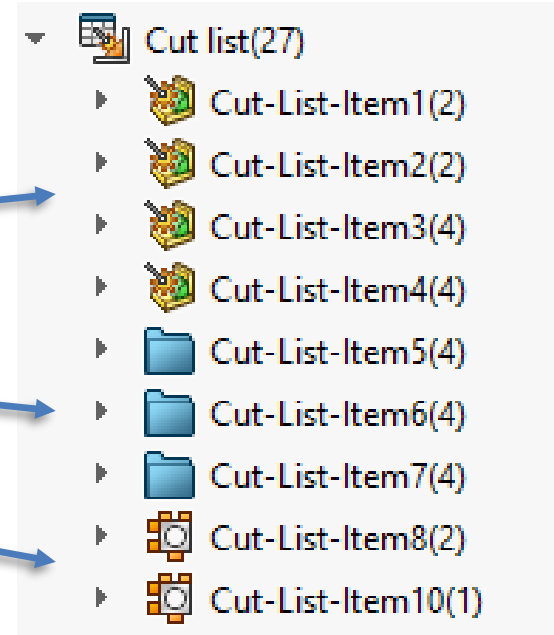 Cut list(27)
Cut-List-Item1(2)
Cut-List-Item2(2)
Cut-List-Item3(4)
Cut-List-Item4(4)
Cut-List-Item5(4)
Cut-List-Item6(4)
Cut-List-Item7(4)
Cut-List-Item8(2)
Cut-List-Item10(1)